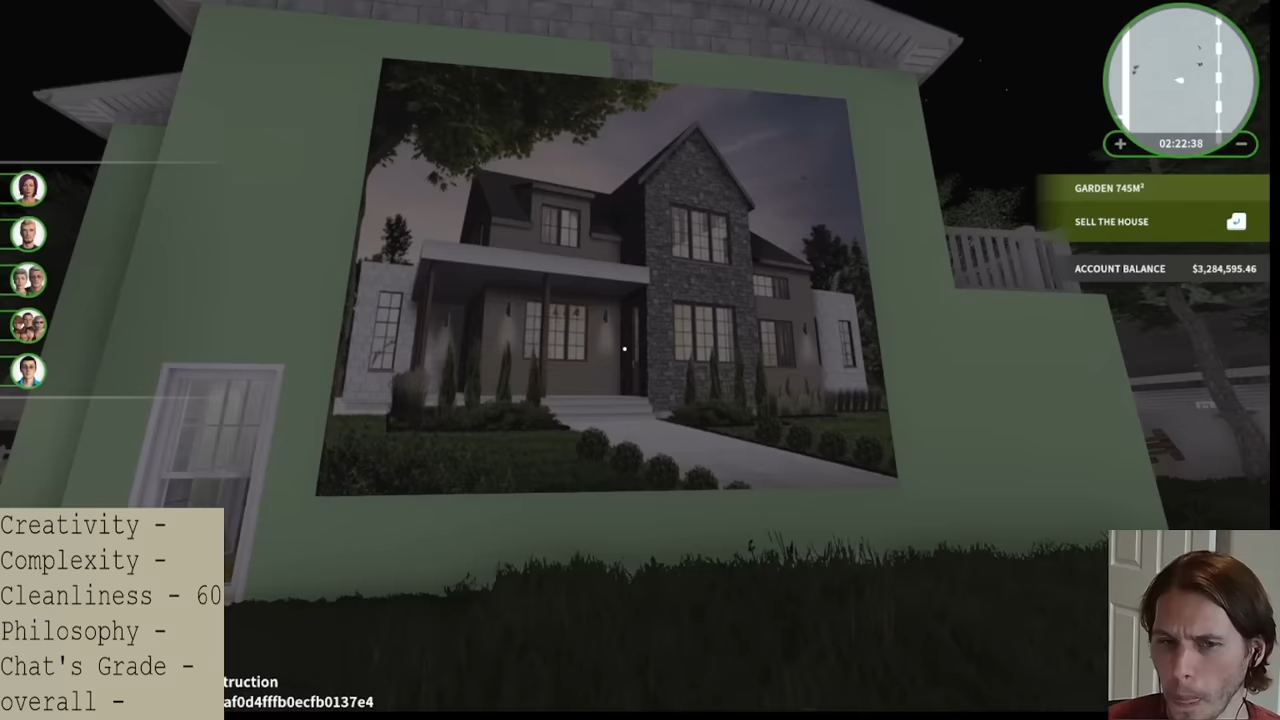 02:22:38
GARDEN 745M²
SELL THE HOUSE
ACCOUNT BALANCE $3,284,595.46
Creativity -
Complexity -
Cleanliness - 60
Philosophy -
Chat's Grade -
overall -
truction
af0d4fffb0ecfb0137e4